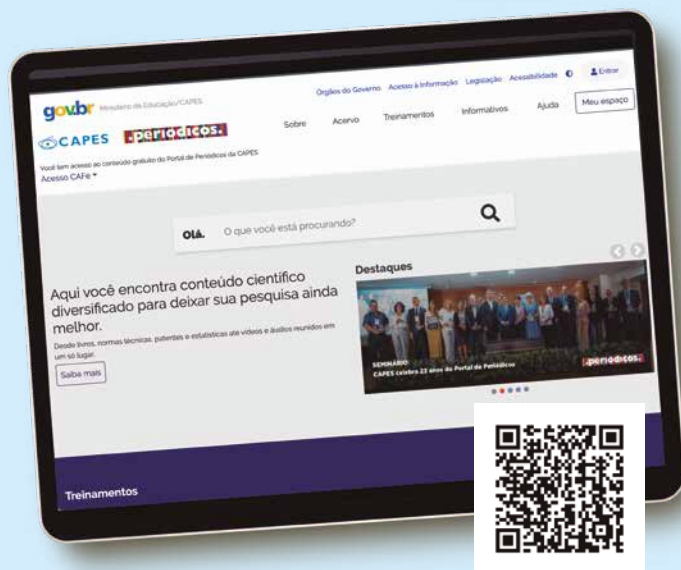 gov.br Ministério da Educação/CAPES
Órgãos do Governo Acesso à Informação Legislação Acessibilidade Entrar
CAPES .periódicos.
Sobre Acervo Treinamentos Informativos Ajuda Meu espaço
Você tem acesso ao conteúdo gratuito do Portal de Periódicos da CAPES
Acesso CAFe
Olá. O que você está procurando?
Aqui você encontra conteúdo científico
diversificado para deixar sua pesquisa ainda
melhor.
Desde livros, normas técnicas, patentes e estatísticas até vídeos e áudios reunidos em
um só lugar.
Saiba mais
Destaques
SEMINÁRIO
CAPES celebra 23 anos do Portal de Periódicos
.periódicos.
Treinamentos